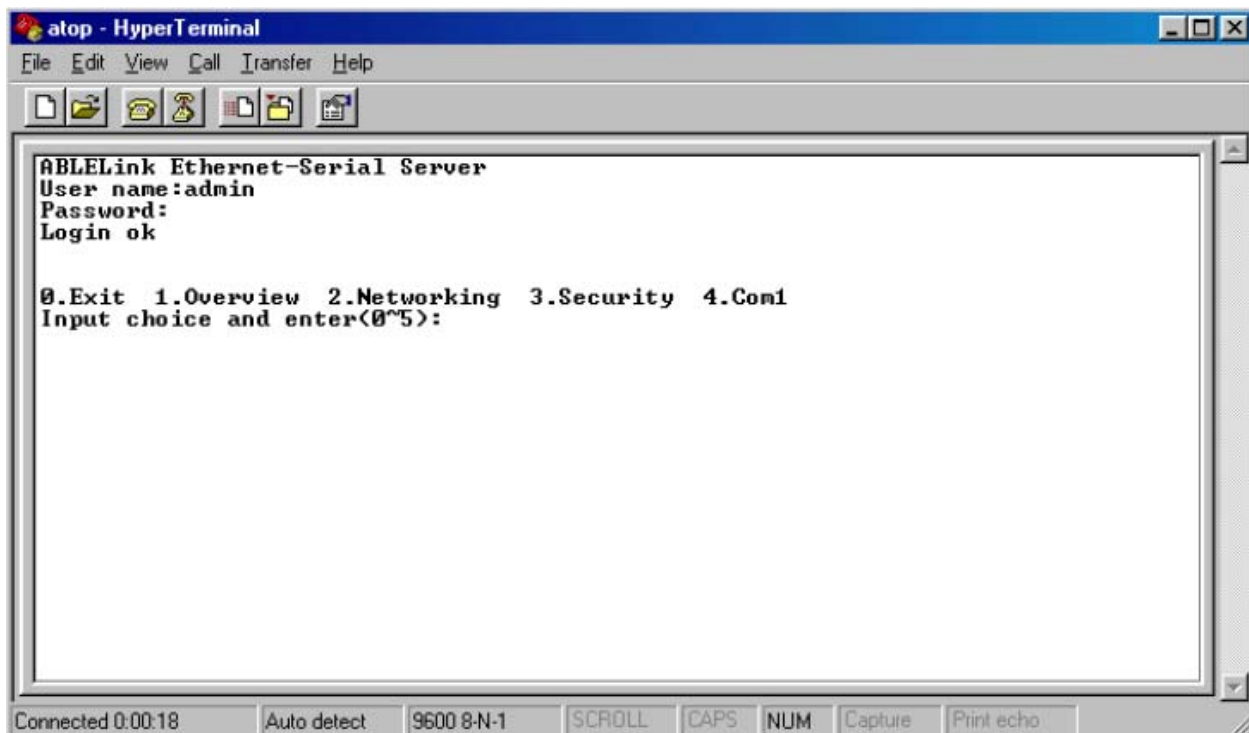 atop - HyperTerminal
File Edit View Call Transfer Help
ABLELink Ethernet-Serial Server
User name:admin
Password:
Login ok
0.Exit 1.Overview 2.Networking 3.Security 4.Com1
Input choice and enter(0~5):
Connected 0:00:18 Auto detect 9600 8-N-1 SCROLL CAPS NUM Capture Print echo